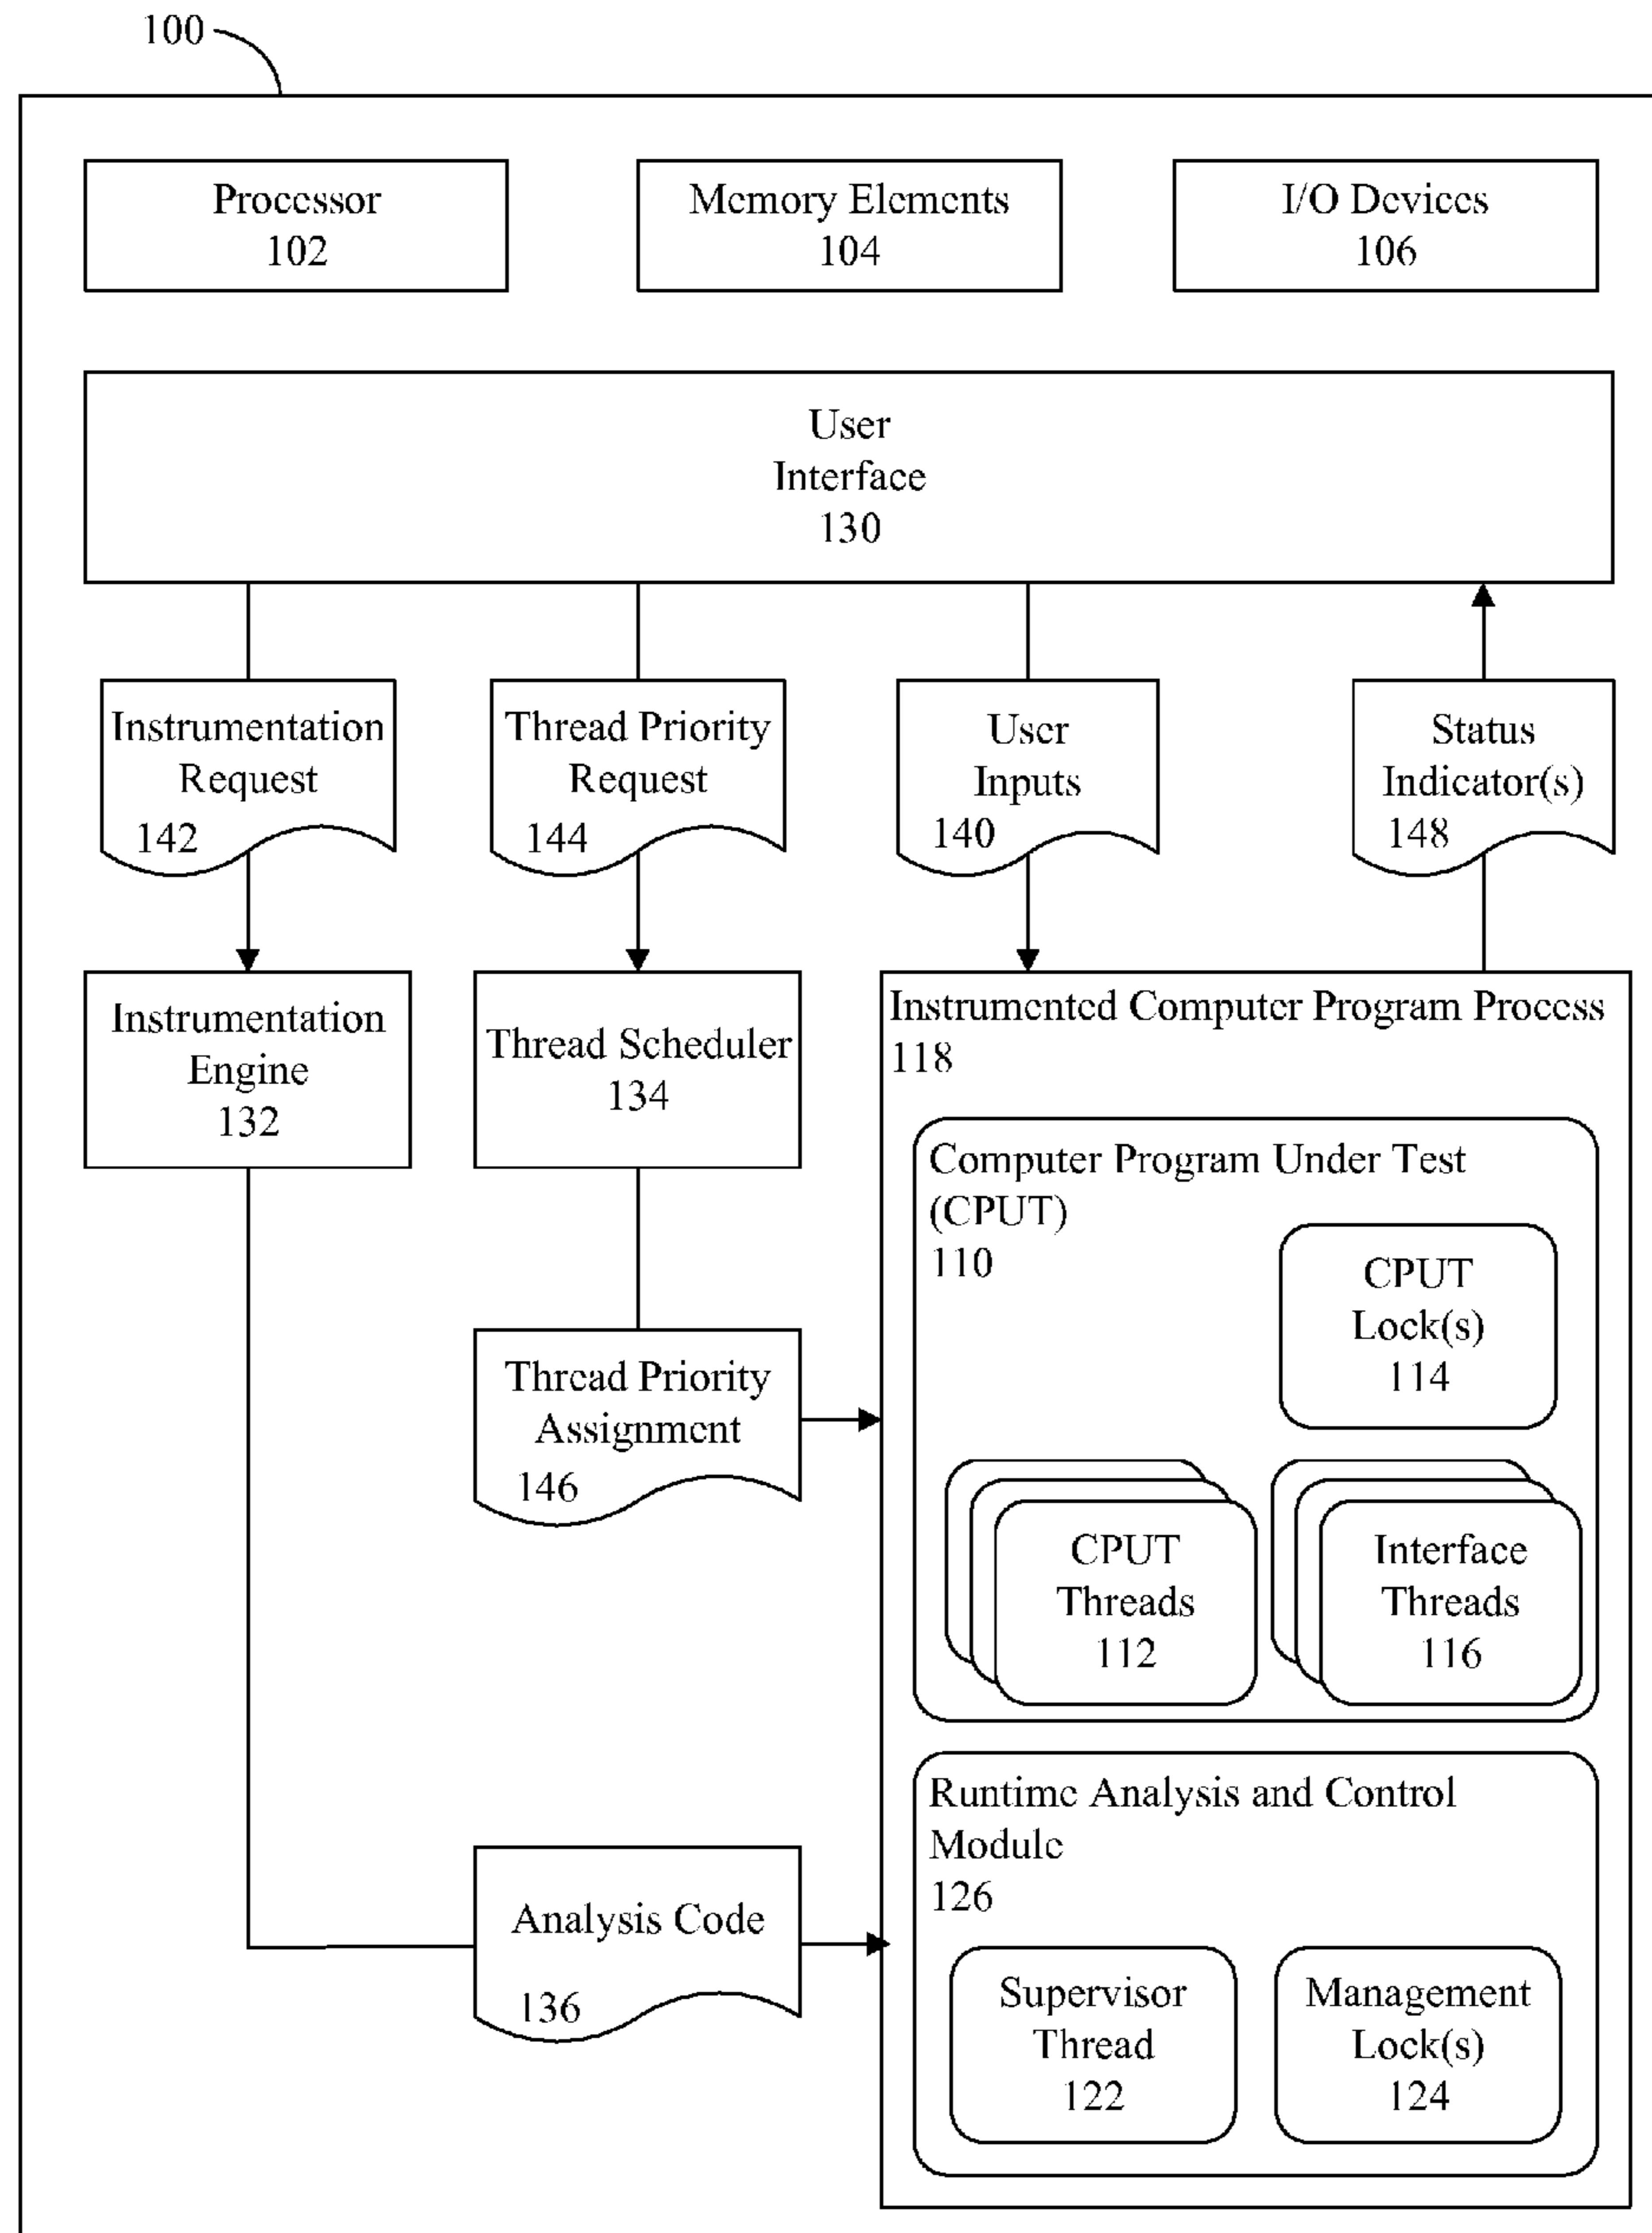 100
Processor
102
Memory Elements
104
I/O Devices
106
User
Interface
130
Instrumentation
Request
142
Thread Priority
Request
144
User
Inputs
140
Status
Indicator(s)
148
Instrumentation
Engine
132
Thread Scheduler
134
Instrumented Computer Program Process
118
Computer Program Under Test
(CPUT)
110
CPUT
Lock(s)
114
Thread Priority
Assignment
146
CPUT
Threads
112
Interface
Threads
116
Runtime Analysis and Control
Module
126
Analysis Code
136
Supervisor
Thread
122
Management
Lock(s)
124